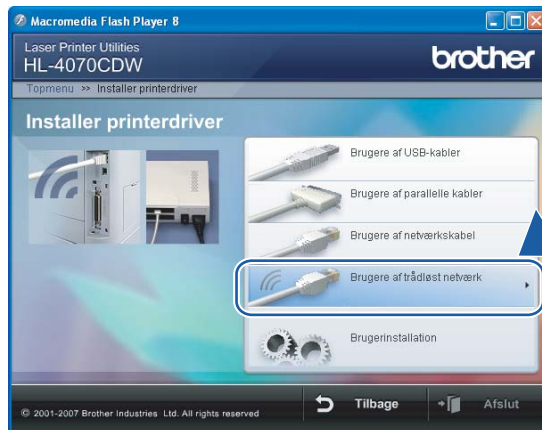 Macromedia Flash Player 8
Laser Printer Utilities
HL-4070CDW
brother
Topmenu >> Installer printerdriver
Installer printerdriver
Brugere af USB-kabler
Brugere af parallelle kabler
Brugere af netværkskabel
Brugere af trådløst netværk
Brugerinstallation
© 2001-2007 Brother Industries Ltd. All rights reserved
Tilbage
Afslut